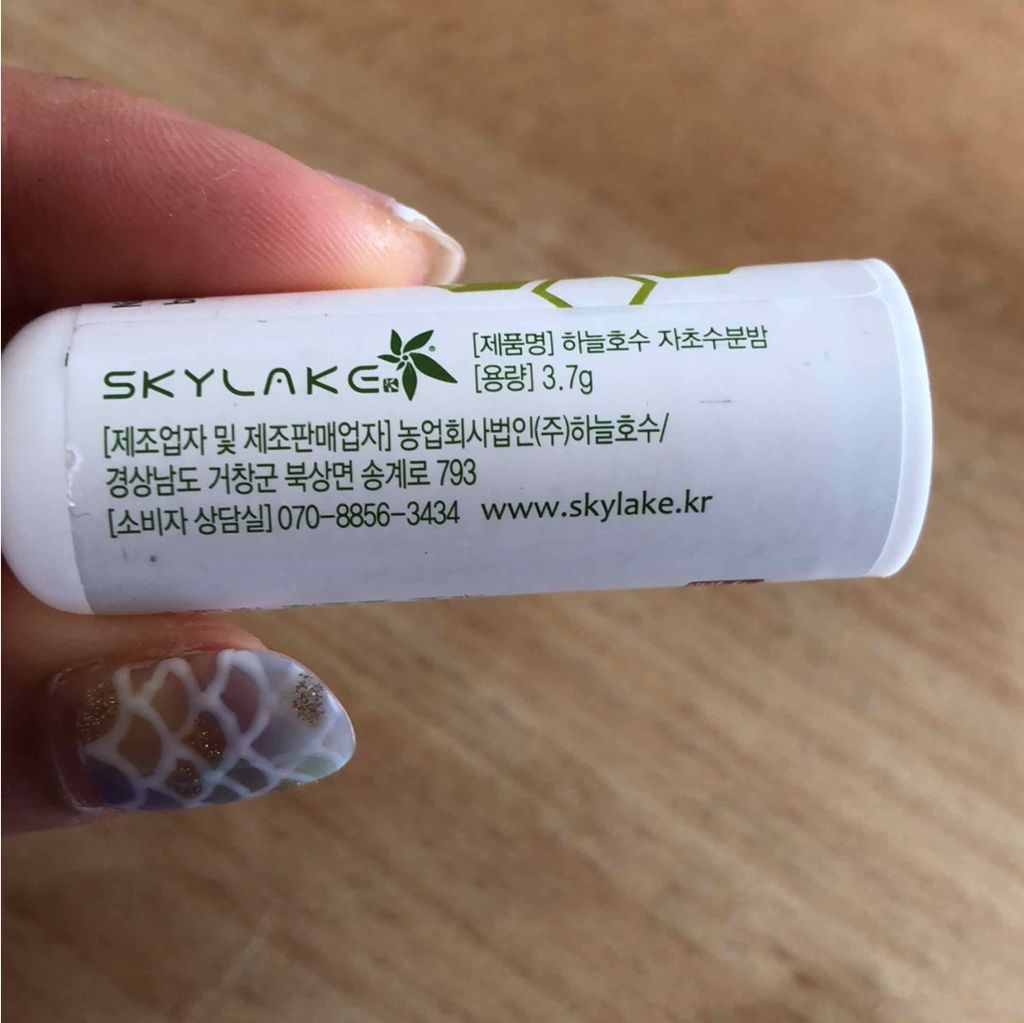 SKYLAKE
[제품명] 하늘호수 자초수분밤
[용량] 3.7g
[제조업자 및 제조판매업자] 농업회사법인(주)하늘호수/
경상남도 거창군 북상면 송계로 793
[소비자 상담실] 070-8856-3434 www.skylake.kr